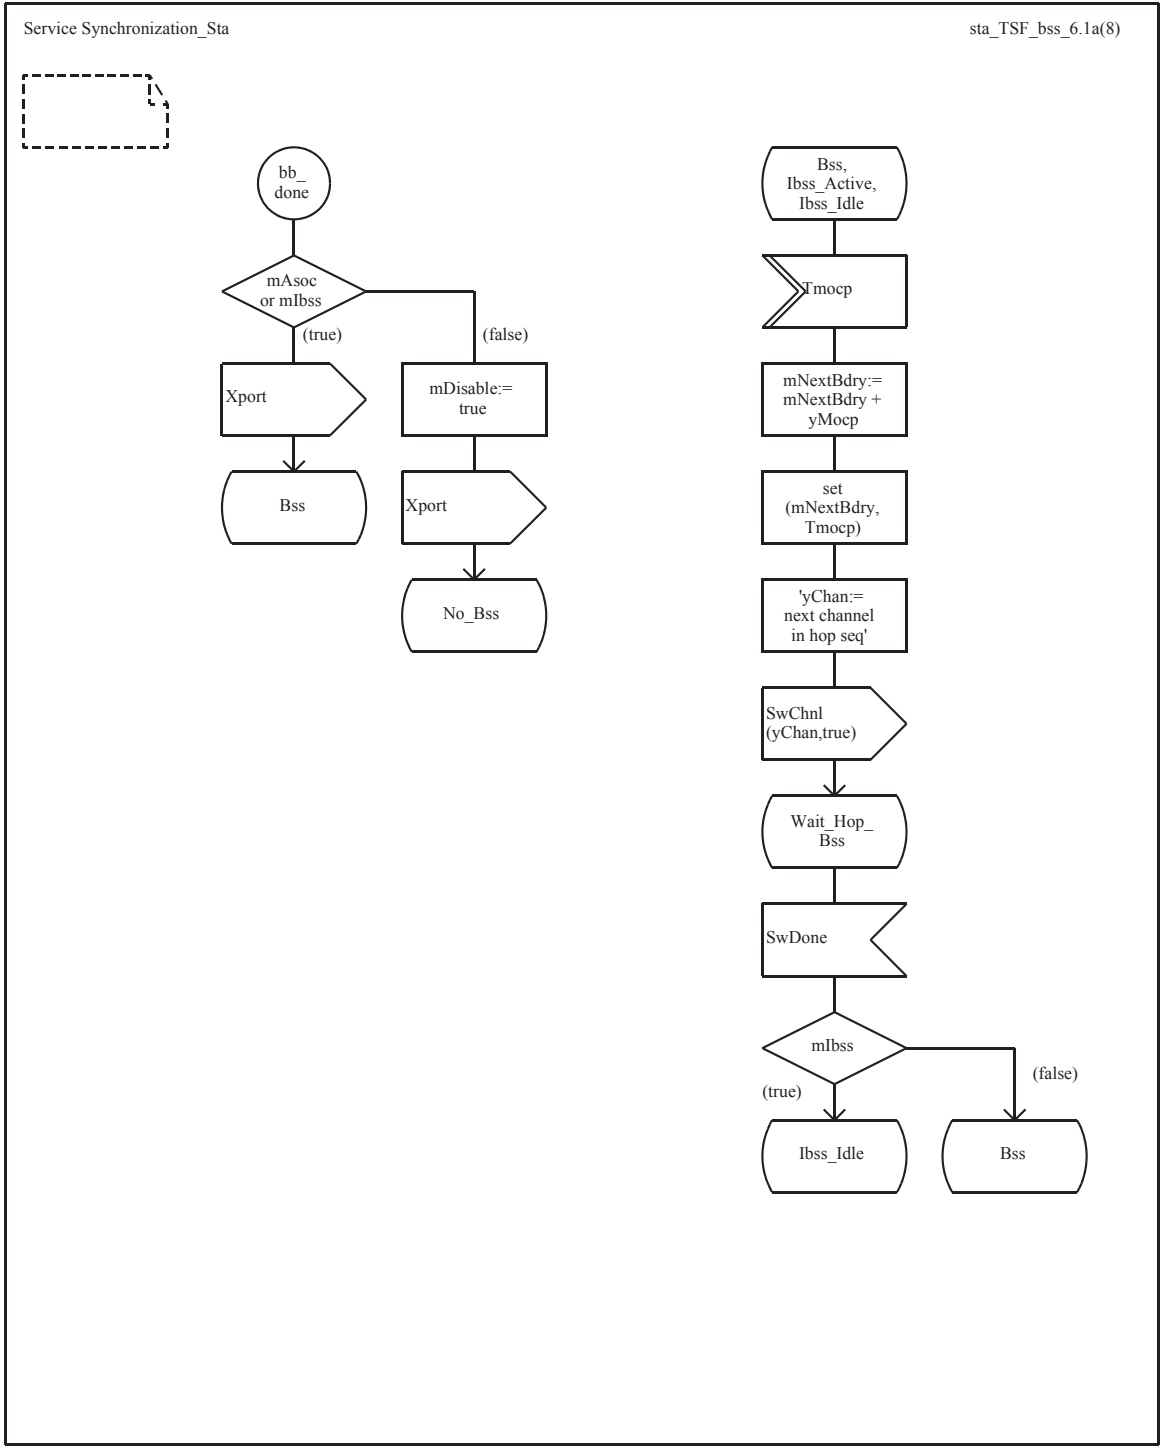 Service Synchronization_Sta
sta_TSF_bss_6.1a(8)
bb_
done
mAsoc
or mIbss
(true)
(false)
Xport
mDisable:=
true
Bss
Xport
No_Bss
Bss,
Ibss_Active,
Ibss_Idle
Tmocp
mNextBdry:=
mNextBdry +
yMocp
set
(mNextBdry,
Tmocp)
'yChan:=
next channel
in hop seq'
SwChnl
(yChan,true)
Wait_Hop_
Bss
SwDone
mIbss
(true)
(false)
Ibss_Idle
Bss